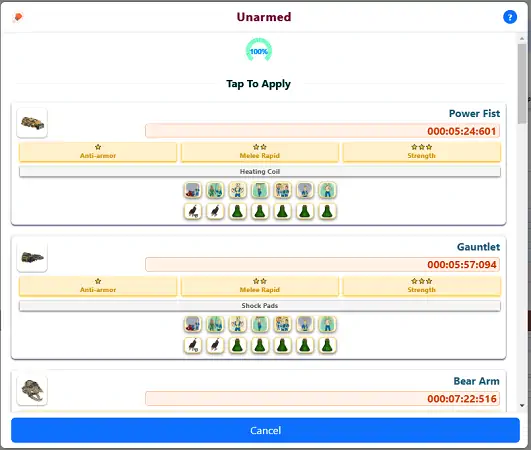 Unarmed
?
100%
Tap To Apply
Power Fist
000:05:24:601
Anti-armor
Melee Rapid
Strength
Heating Coil
Gauntlet
000:05:57:094
Anti-armor
Melee Rapid
Strength
Shock Pads
Bear Arm
000:07:22:516
Cancel